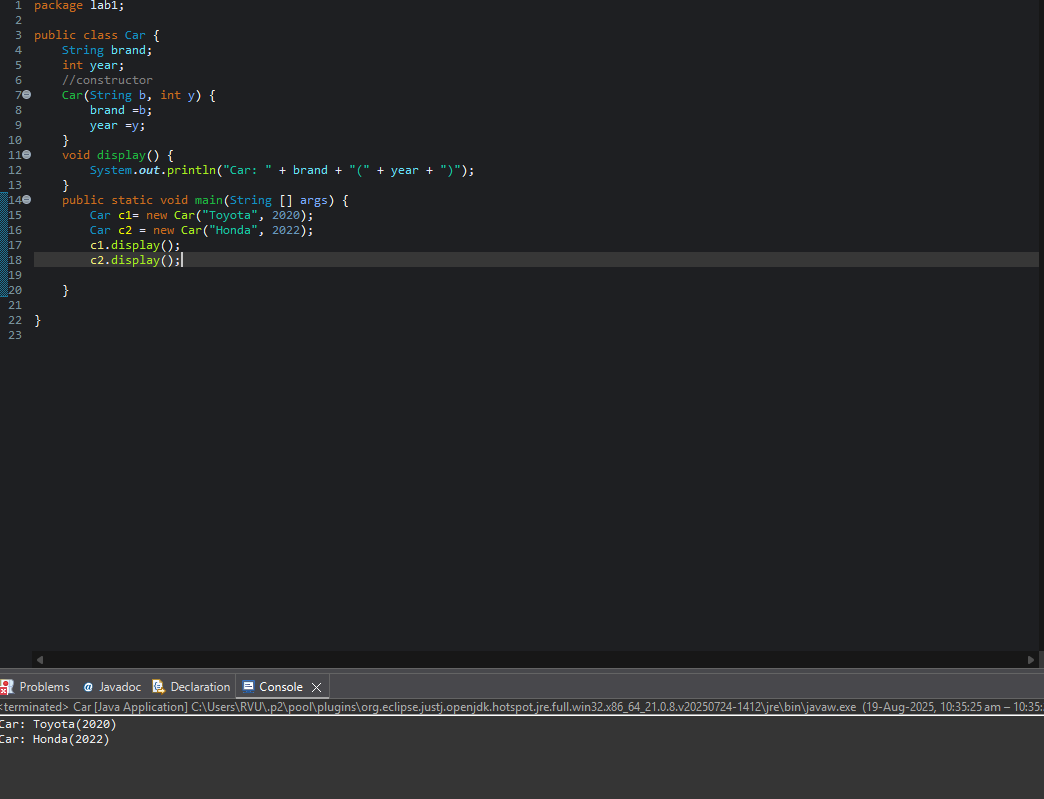 1 package lab1;
2
3 public class Car {
4 String brand;
5 int year;
6 //constructor
7 Car(String b, int y) {
8 brand =b;
9 year =y;
10 }
11 void display() {
12 System.out.println("Car: " + brand + "(" + year + ")");
13 }
14 public static void main(String [] args) {
15 Car c1= new Car("Toyota", 2020);
16 Car c2 = new Car("Honda", 2022);
17 c1.display();
18 c2.display();
19
20 }
21
22 }
23
Problems Javadoc Declaration Console
<terminated> Car [Java Application] C:\Users\RVU\.p2\pool\plugins\org.eclipse.justj.openjdk.hotspot.jre.full.win32.x86_64_21.0.8.v20250724-1412\jre\bin\javaw.exe (19-Aug-2025, 10:35:25 am – 10:35:
Car: Toyota(2020)
Car: Honda(2022)